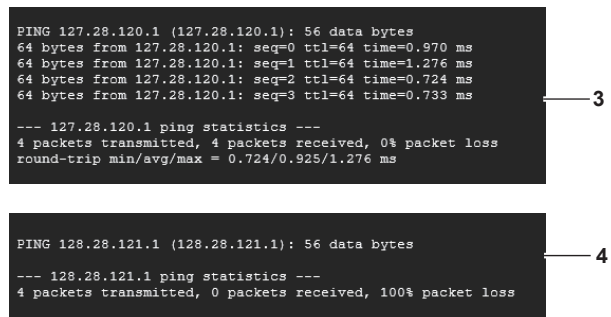 PING 127.28.120.1 (127.28.120.1): 56 data bytes
64 bytes from 127.28.120.1: seq=0 ttl=64 time=0.970 ms
64 bytes from 127.28.120.1: seq=1 ttl=64 time=1.276 ms
64 bytes from 127.28.120.1: seq=2 ttl=64 time=0.724 ms
64 bytes from 127.28.120.1: seq=3 ttl=64 time=0.733 ms
3
--- 127.28.120.1 ping statistics ---
4 packets transmitted, 4 packets received, 0% packet loss
round-trip min/avg/max = 0.724/0.925/1.276 ms
PING 128.28.121.1 (128.28.121.1): 56 data bytes
4
--- 128.28.121.1 ping statistics ---
4 packets transmitted, 0 packets received, 100% packet loss